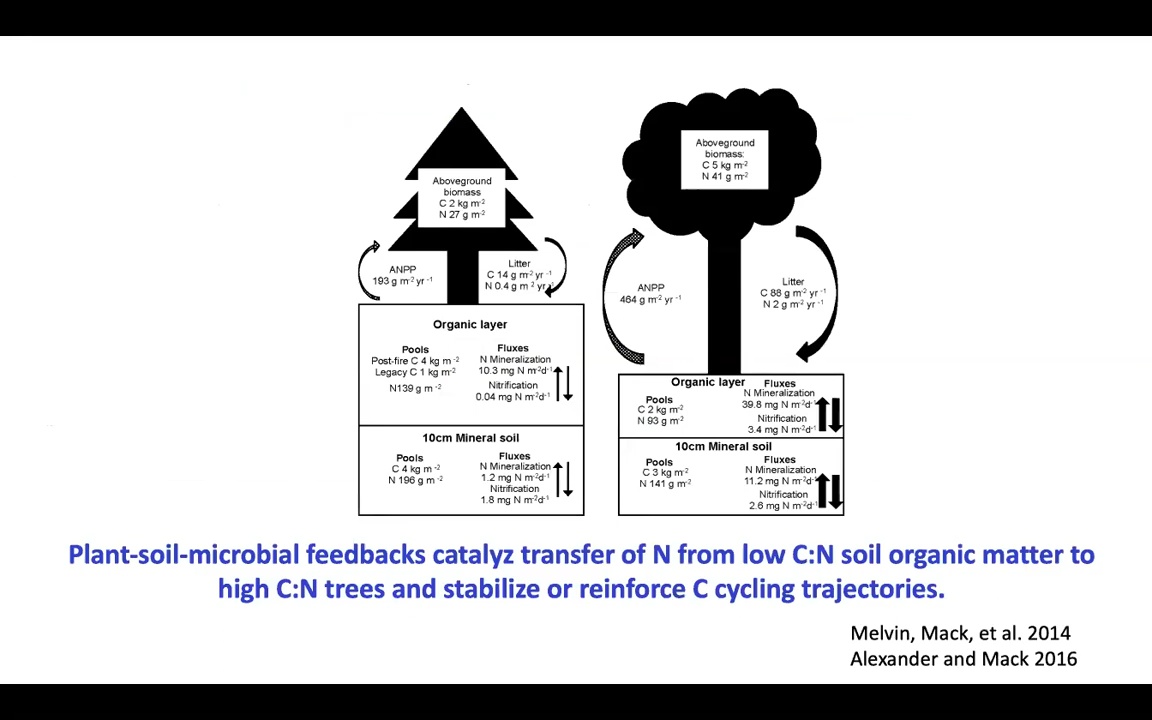 Aboveground
biomass
C 2 kg m-2
N 27 g m-2
ANPP
193 g m-2 yr -1
Litter
C 14 g m-2 yr -1
N 0.4 g m-2 yr-1
Organic layer
Pools
Post-fire C 4 kg m -2
Legacy C 1 kg m-2
N139 g m -2
Fluxes
N Mineralization
10.3 mg N m-2d-1
Nitrification
0.04 mg N m-2d-1
10cm Mineral soil
Pools
C 4 kg m -2
N 196 g m -2
Fluxes
N Mineralization
1.2 mg N m-2d-1
Nitrification
1.8 mg N m-2d-1
Aboveground
biomass:
C 5 kg m-2
N 41 g m-2
ANPP
464 g m-2 yr -1
Litter
C 88 g m-2 yr-1
N 2 g m-2 yr-1
Organic layer
Pools
C 2 kg m-2
N 93 g m-2
Fluxes
N Mineralization
39.8 mg N m-2d-1
Nitrification
3.4 mg N m-2d-1
10cm Mineral soil
Pools
C 3 kg m-2
N 141 g m-2
Fluxes
N Mineralization
11.2 mg N m-2d-1
Nitrification
2.6 mg N m-2d-1
Plant-soil-microbial feedbacks catalyz transfer of N from low C:N soil organic matter to
high C:N trees and stabilize or reinforce C cycling trajectories.
Melvin, Mack, et al. 2014
Alexander and Mack 2016